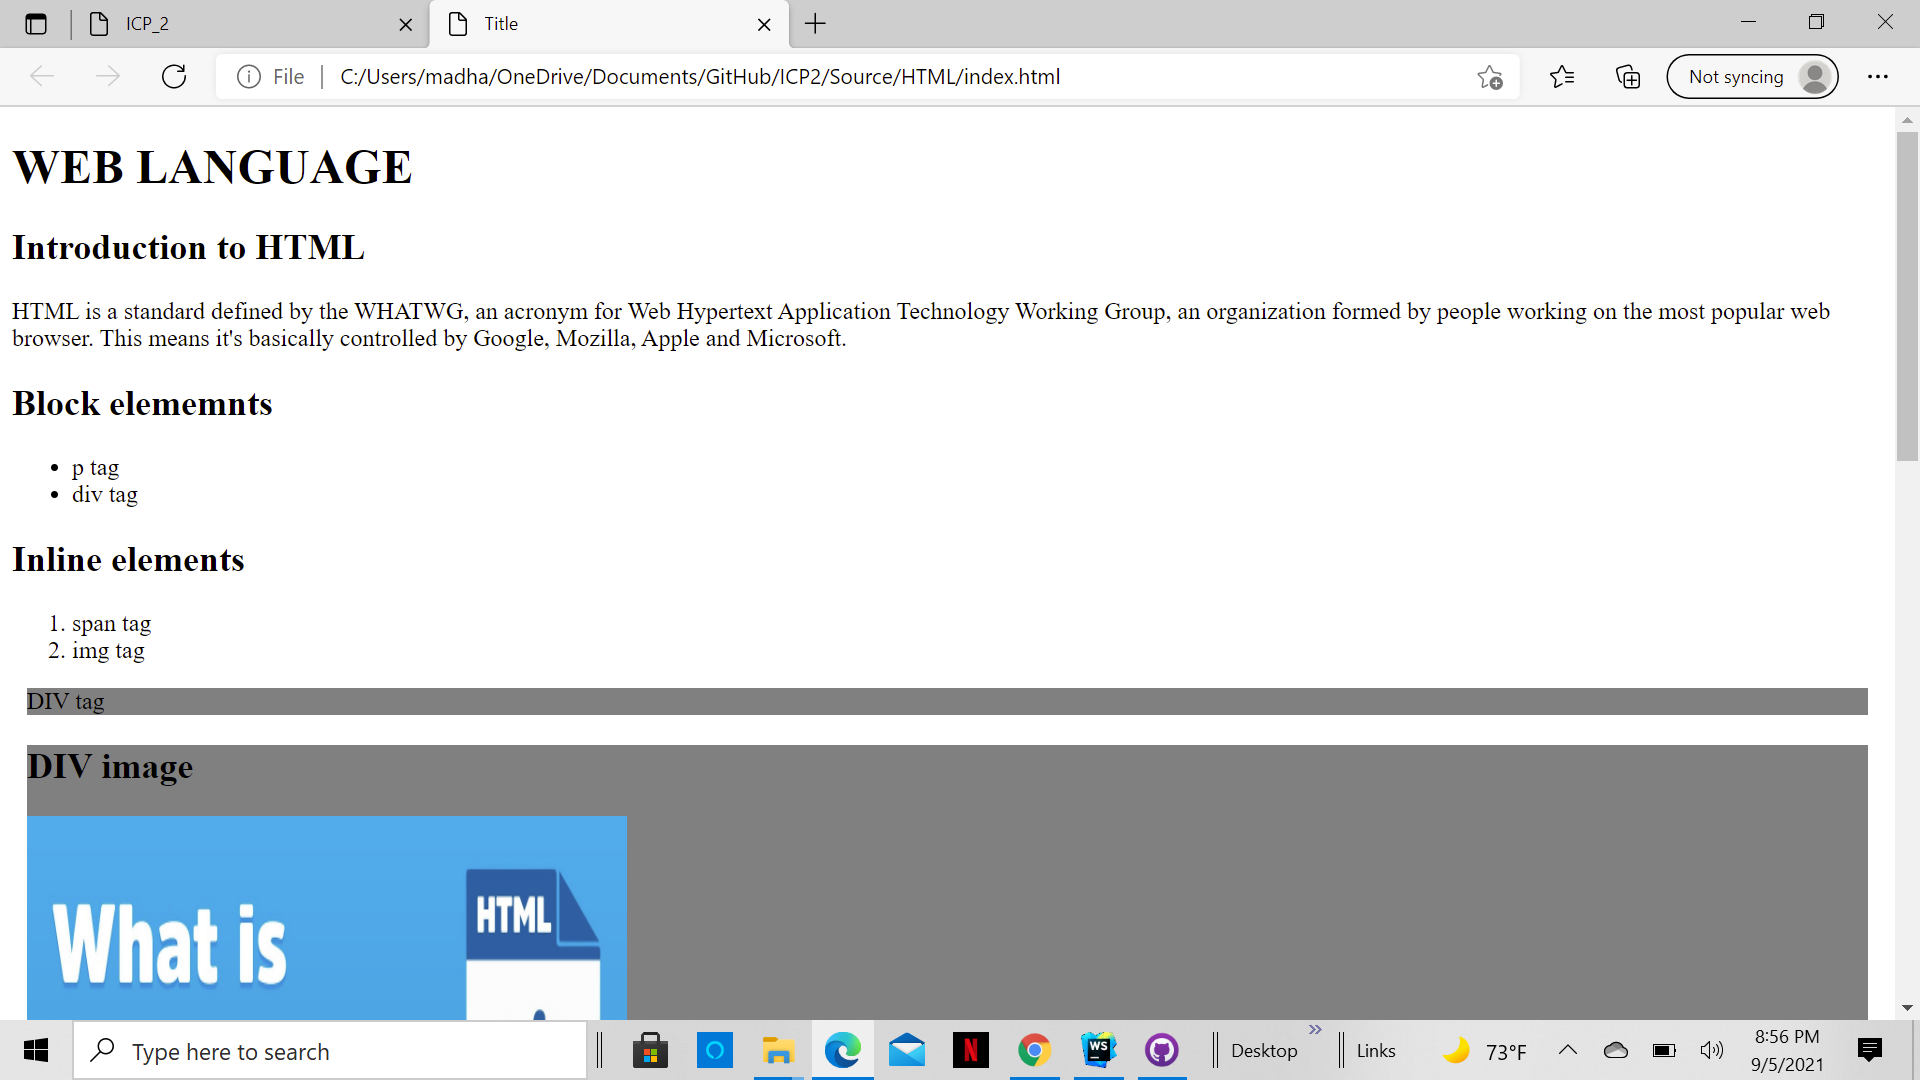 ICP_2
Title
File
C:/Users/madha/OneDrive/Documents/GitHub/ICP2/Source/HTML/index.html
Not syncing
WEB LANGUAGE
Introduction to HTML
HTML is a standard defined by the WHATWG, an acronym for Web Hypertext Application Technology Working Group, an organization formed by people working on the most popular web
browser. This means it's basically controlled by Google, Mozilla, Apple and Microsoft.
Block elememnts
• p tag
• div tag
Inline elements
1. span tag
2. img tag
DIV tag
DIV image
HTML
What is
Type here to search
N
WS
Desktop
Links
73°F
8:56 PM
9/5/2021